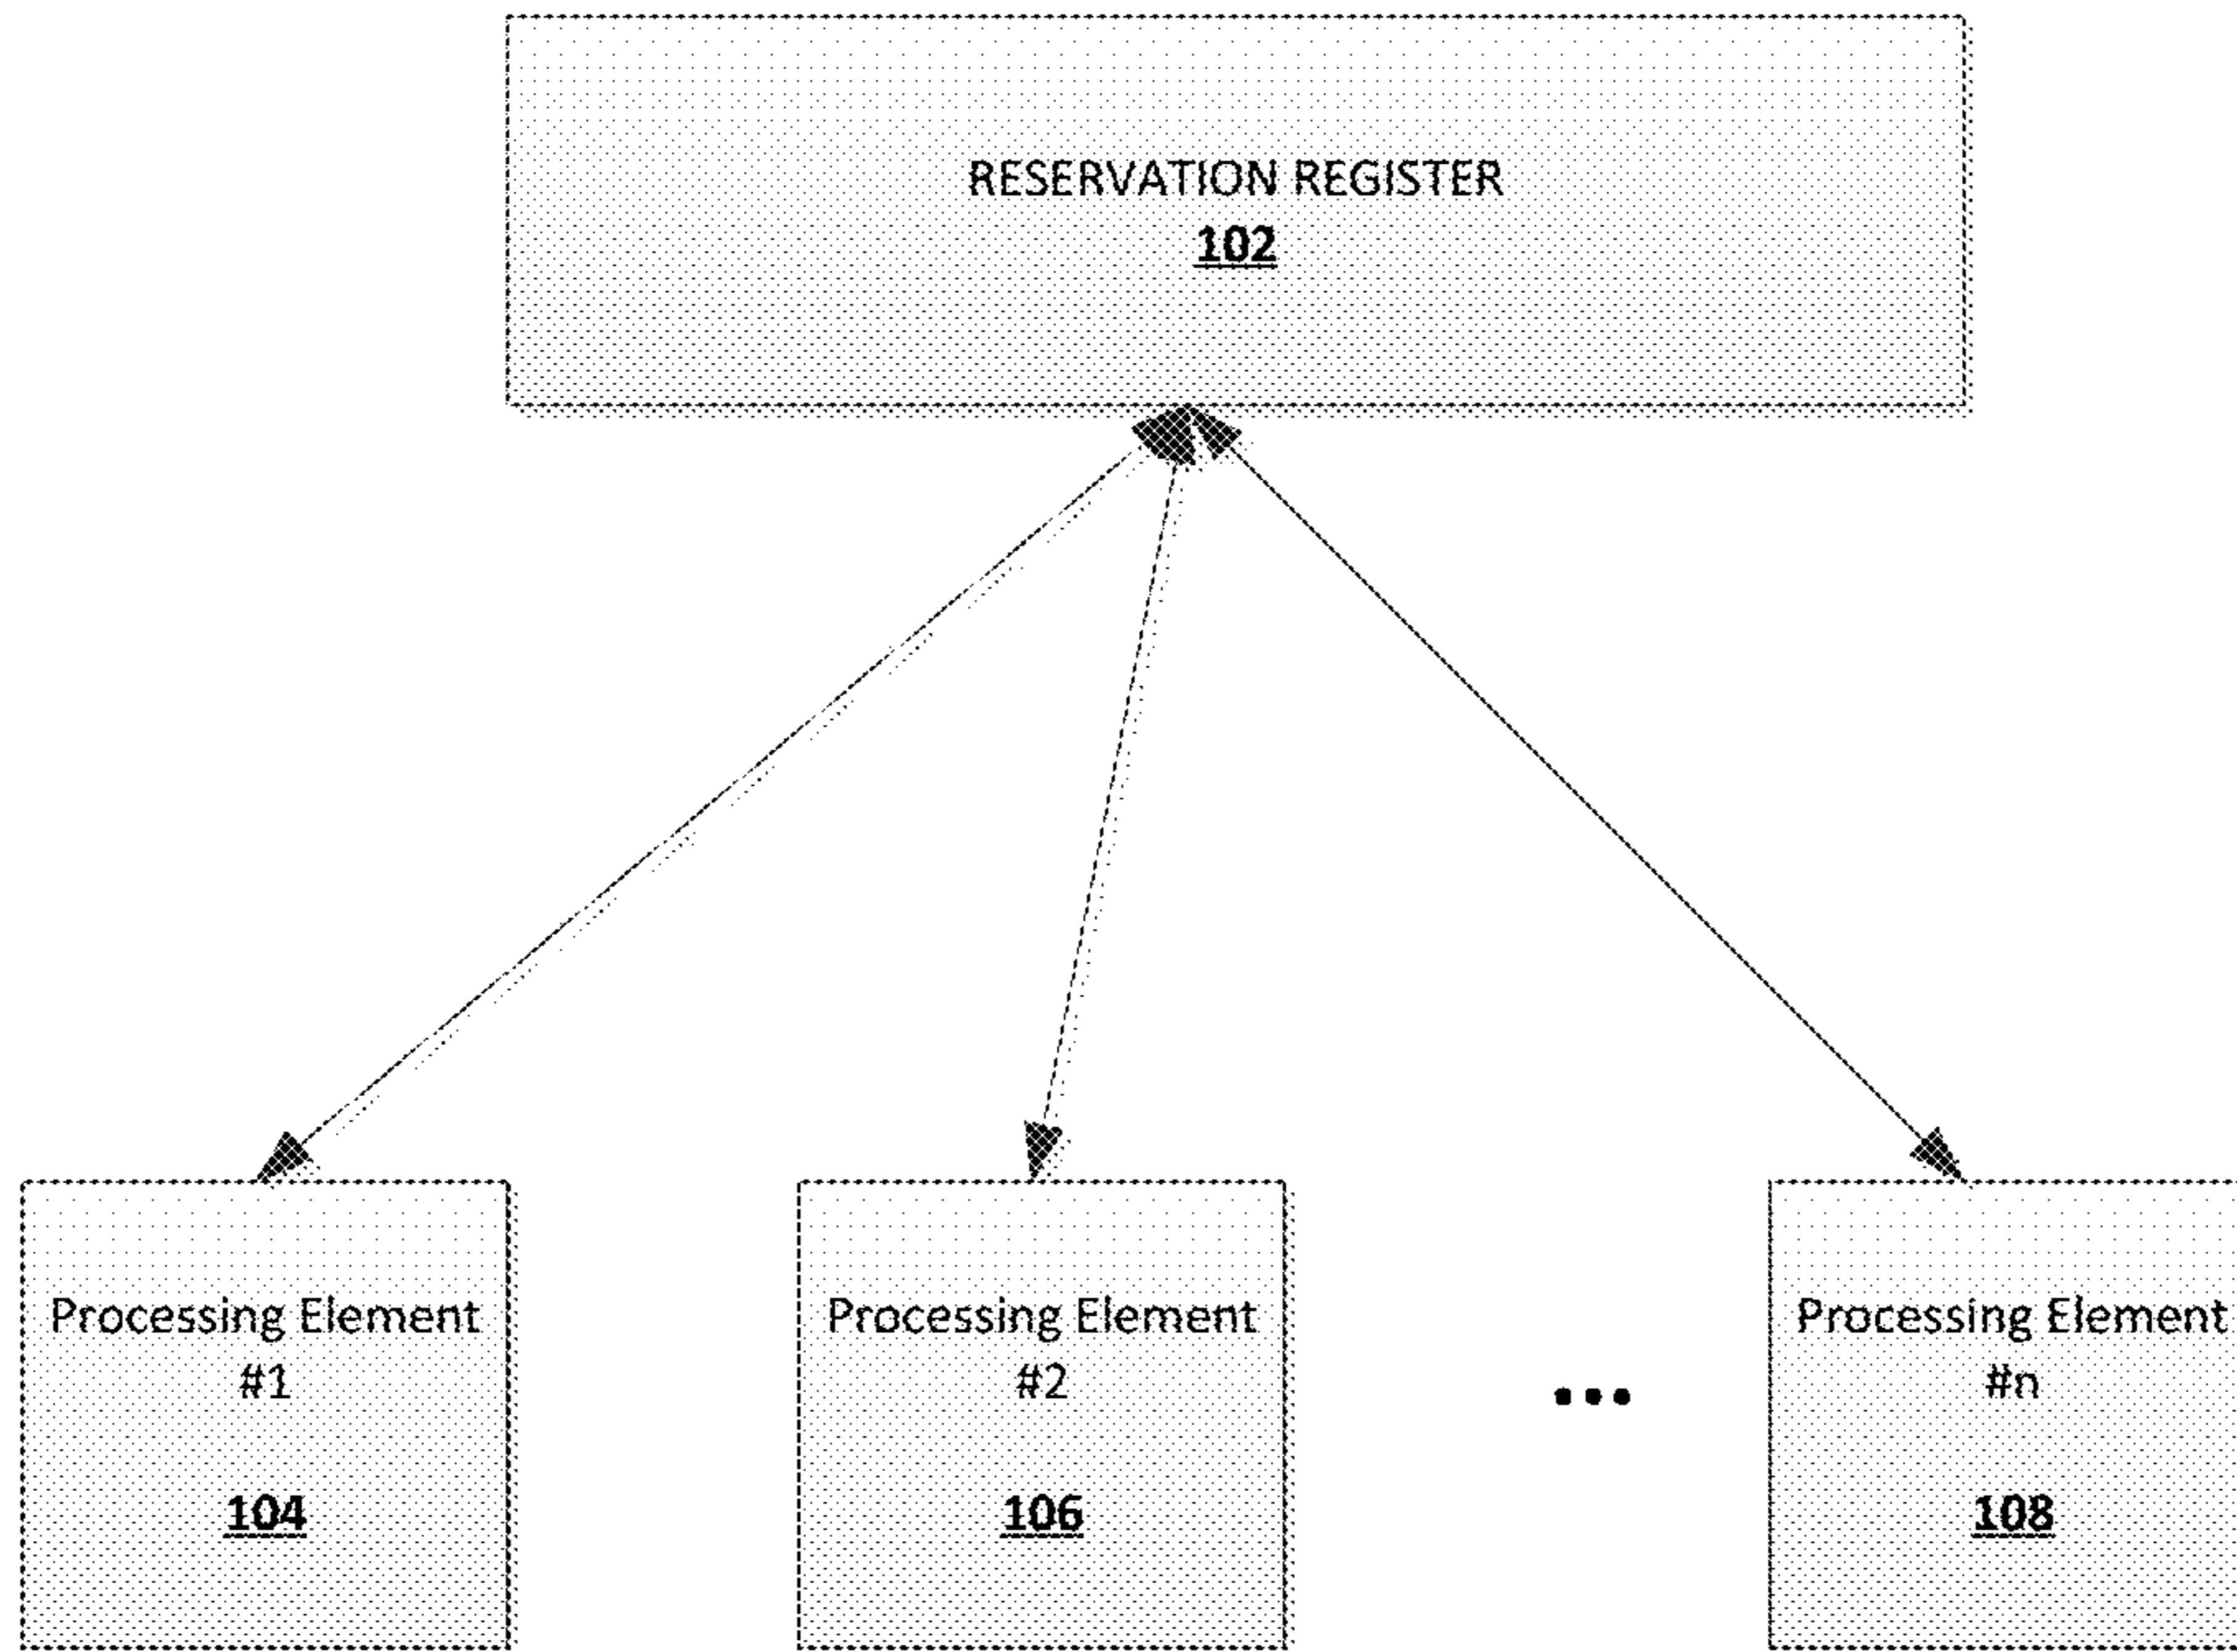 RESERVATION REGISTER
102
Processing Element
#1
104
Processing Element
#2
106
...
Processing Element
#n
108